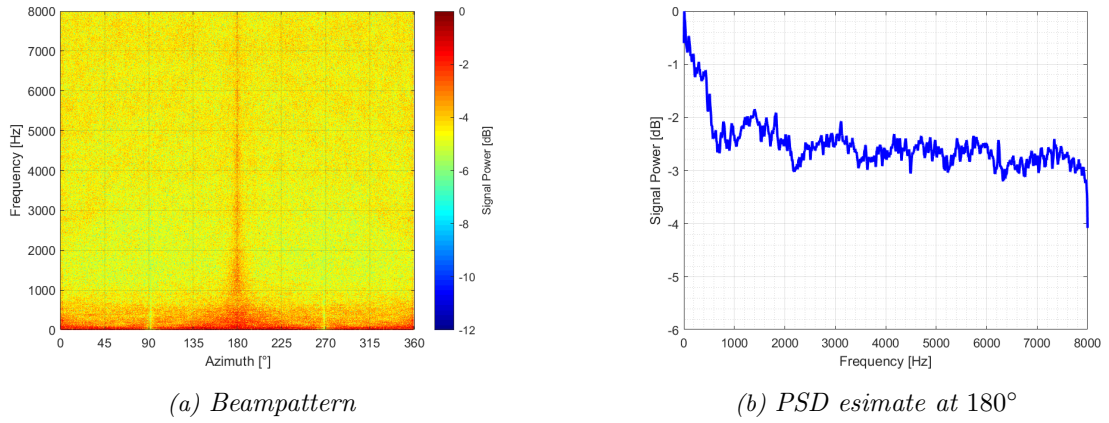 8000
7000
6000
5000
4000
3000
2000
1000
0
Frequency [Hz]
0 45 90 135 180 225 270 315 360
Azimuth [°]
0
-2
-4
-6
-8
-10
-12
Signal Power [dB]
(a) Beampattern
0
-1
-2
-3
-4
-5
-6
Signal Power [dB]
0 1000 2000 3000 4000 5000 6000 7000 8000
Frequency [Hz]
(b) PSD esimate at 180°